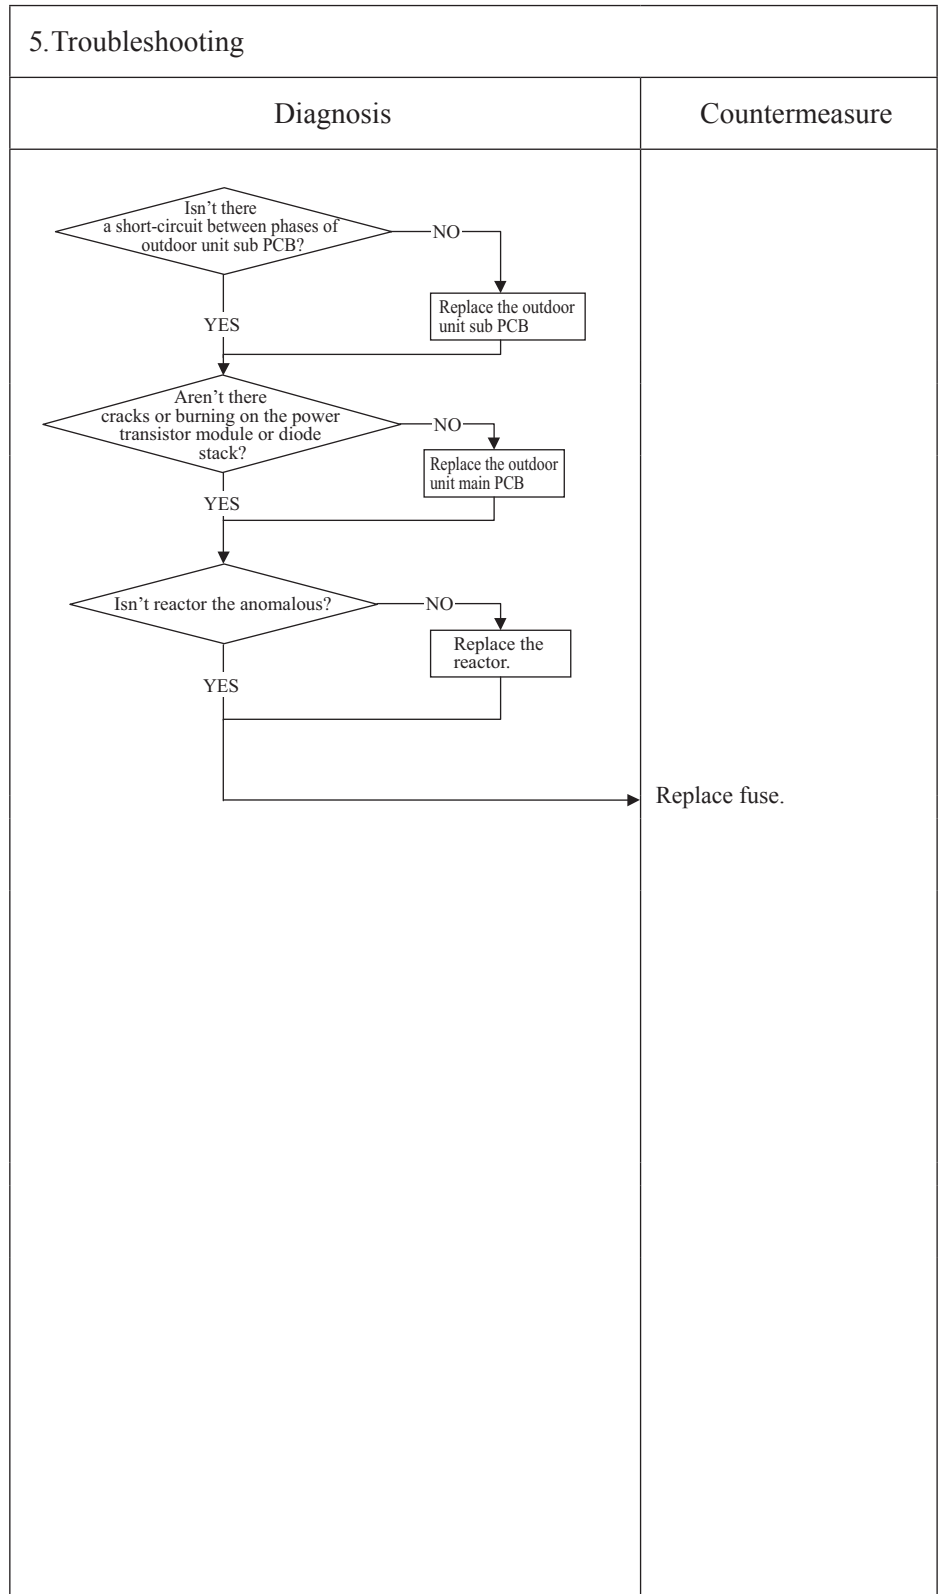 5.Troubleshooting
Diagnosis
Countermeasure
Isn't there
a short-circuit between phases of
outdoor unit sub PCB?
NO
Replace the outdoor
unit sub PCB
YES
Aren't there
cracks or burning on the power
transistor module or diode
stack?
NO
Replace the outdoor
unit main PCB
YES
Isn't reactor the anomalous?
NO
Replace the
reactor.
YES
Replace fuse.